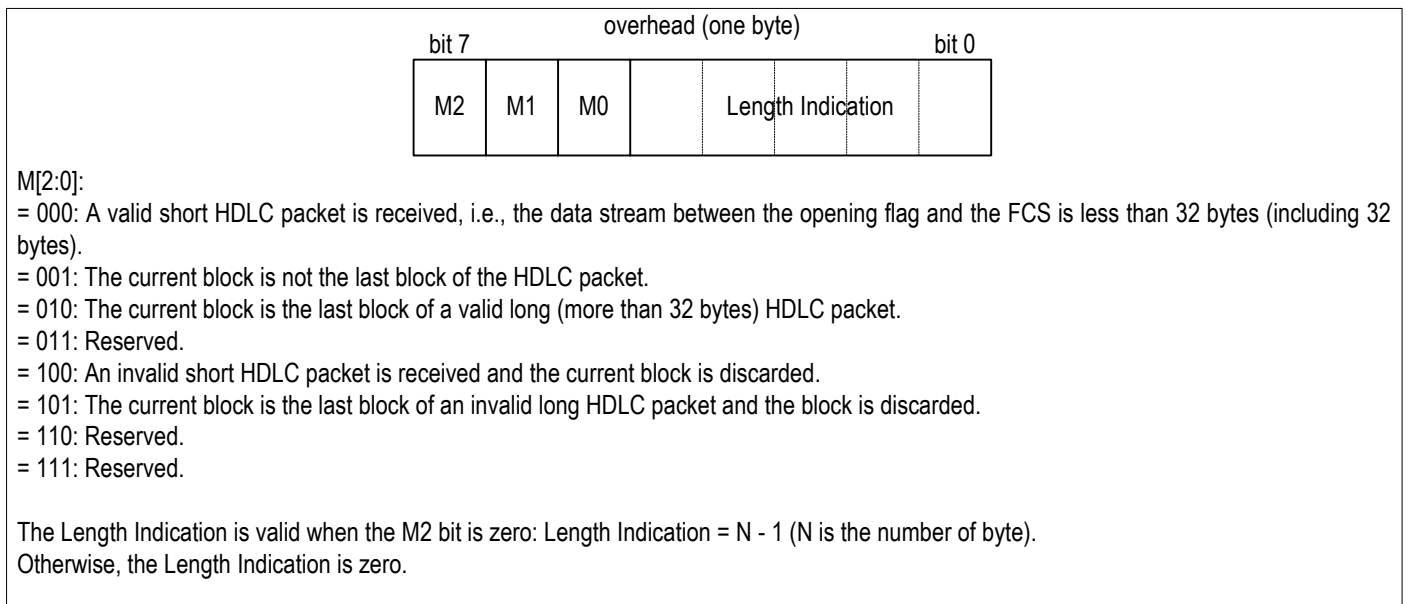 overhead (one byte)
bit 7 bit 0
M2 M1 M0 Length Indication
M[2:0]:
= 000: A valid short HDLC packet is received, i.e., the data stream between the opening flag and the FCS is less than 32 bytes (including 32
bytes).
= 001: The current block is not the last block of the HDLC packet.
= 010: The current block is the last block of a valid long (more than 32 bytes) HDLC packet.
= 011: Reserved.
= 100: An invalid short HDLC packet is received and the current block is discarded.
= 101: The current block is the last block of an invalid long HDLC packet and the block is discarded.
= 110: Reserved.
= 111: Reserved.
The Length Indication is valid when the M2 bit is zero: Length Indication = N - 1 (N is the number of byte).
Otherwise, the Length Indication is zero.